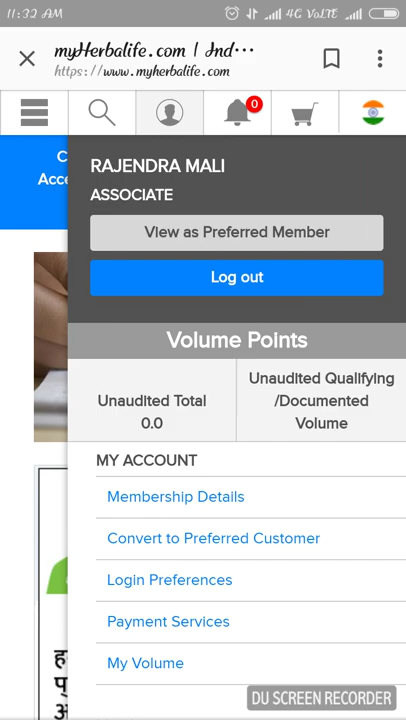 11:32 AM
4G VoLTE
myHerbalife.com | Ind...
https://www.myherbalife.com
0
C
Acce
RAJENDRA MALI
ASSOCIATE
View as Preferred Member
Log out
Volume Points
Unaudited Total
0.0
Unaudited Qualifying
/Documented
Volume
MY ACCOUNT
Membership Details
Convert to Preferred Customer
Login Preferences
Payment Services
My Volume
DU SCREEN RECORDER